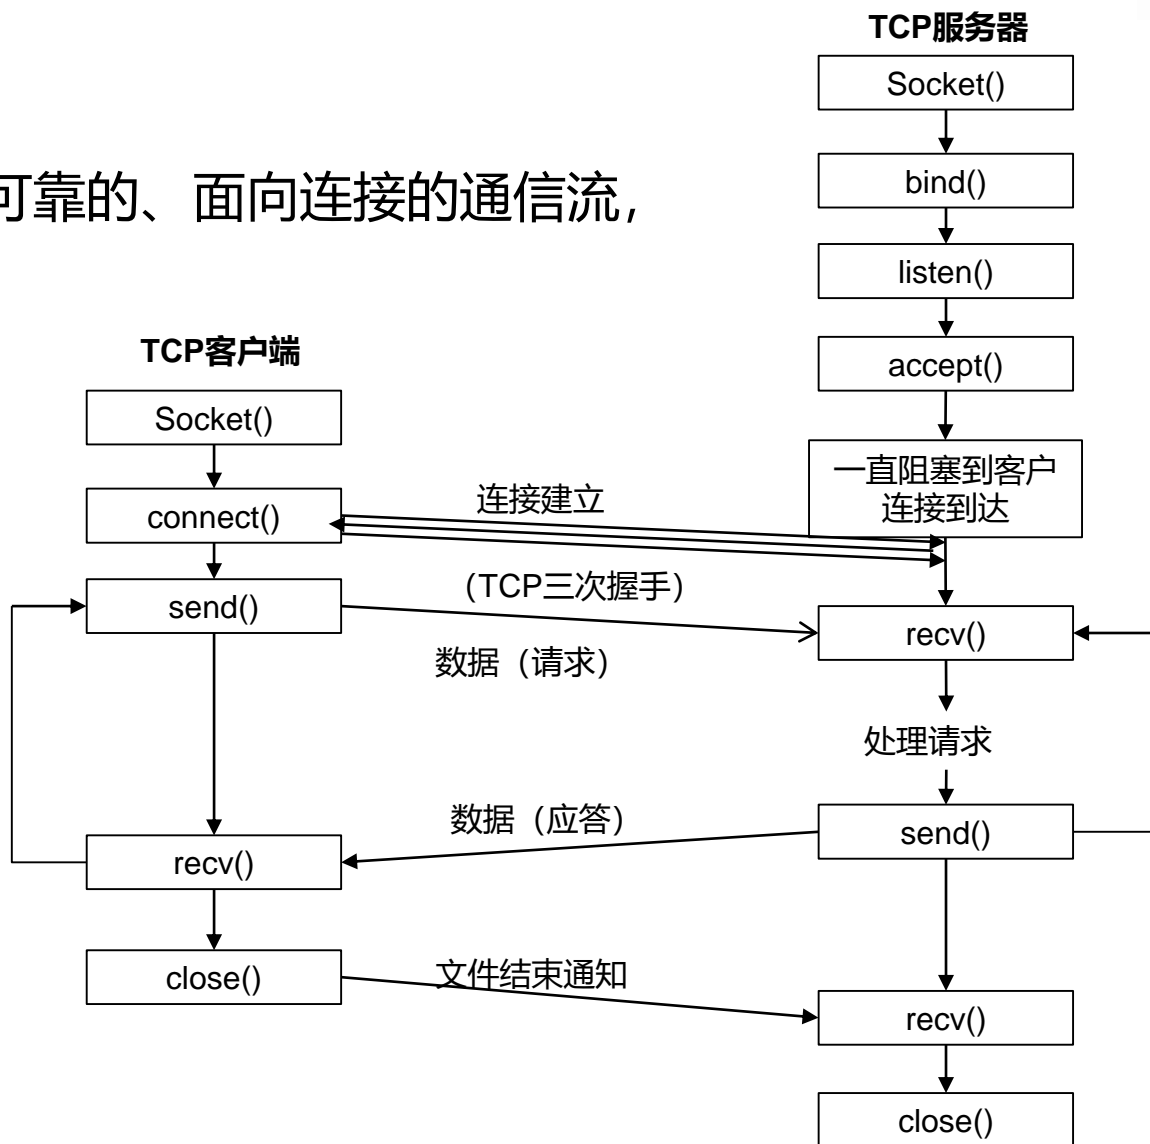 TCP服务器
Socket()
bind()
可靠的、面向连接的通信流,
listen()
TCP客户端
accept()
Socket()
一直阻塞到客户
连接到达
connect()
连接建立
(TCP三次握手)
send()
recv()
数据（请求）
处理请求
数据（应答）
send()
recv()
close()
文件结束通知
recv()
close()